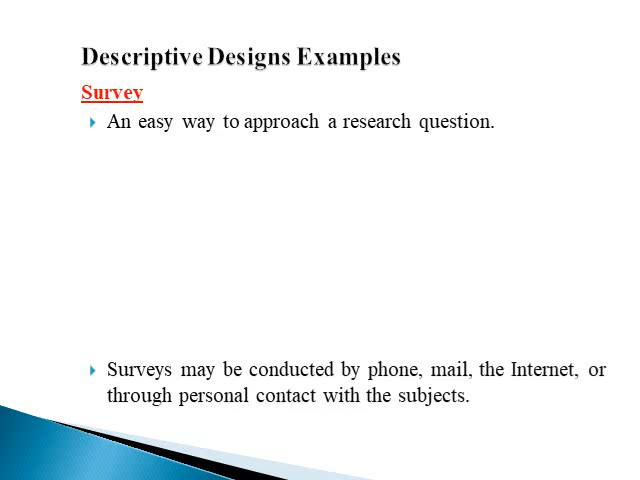 Descriptive Designs Examples
Survey
An easy way to approach a research question.
Surveys may be conducted by phone, mail, the Internet, or
through personal contact with the subjects.